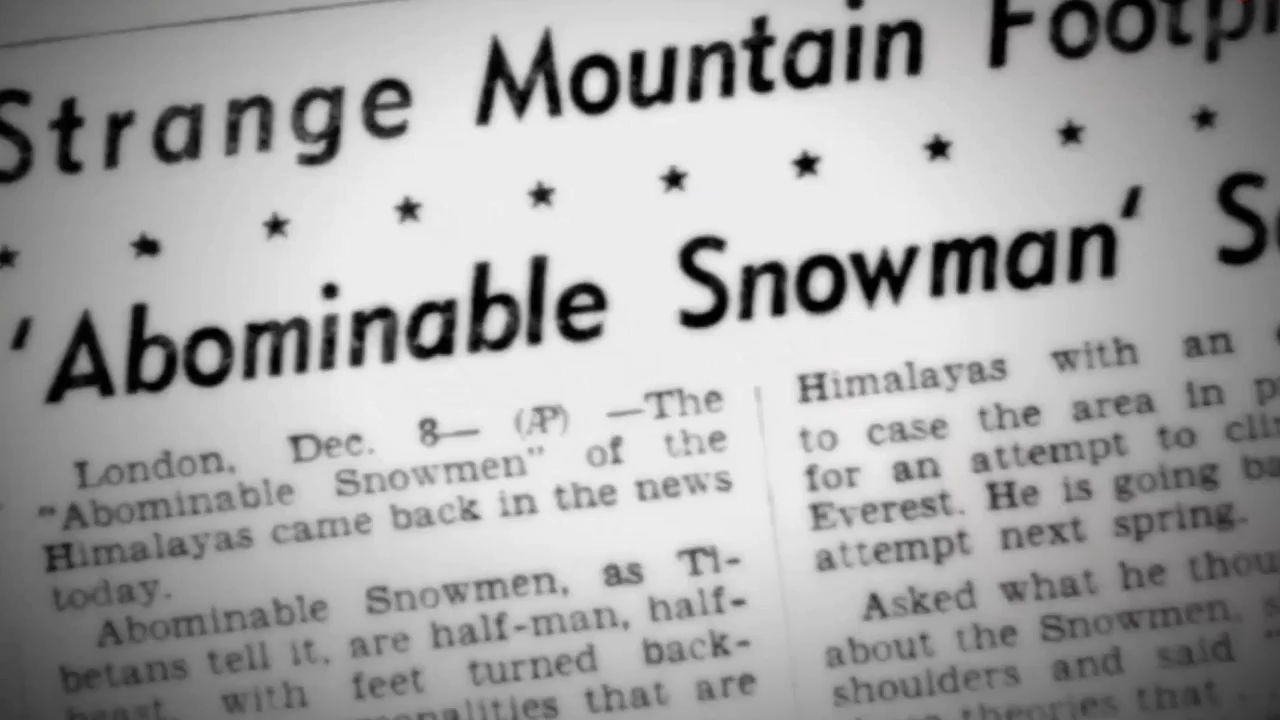 Strange Mountain
'Abominable Snowman'
London, Dec. 8— (AP) —The
"Abominable Snowmen" of the
Himalayas came back in the news
today.
Abominable Snowmen, as Ti-
betans tell it, are half-man, half-
beast, with feet turned back-
that are
Himalayas with an
to case the area in
for an attempt to
Everest. He is going
attempt next spring.
Asked what he
about the Snowmen,
shoulders and said
theories that